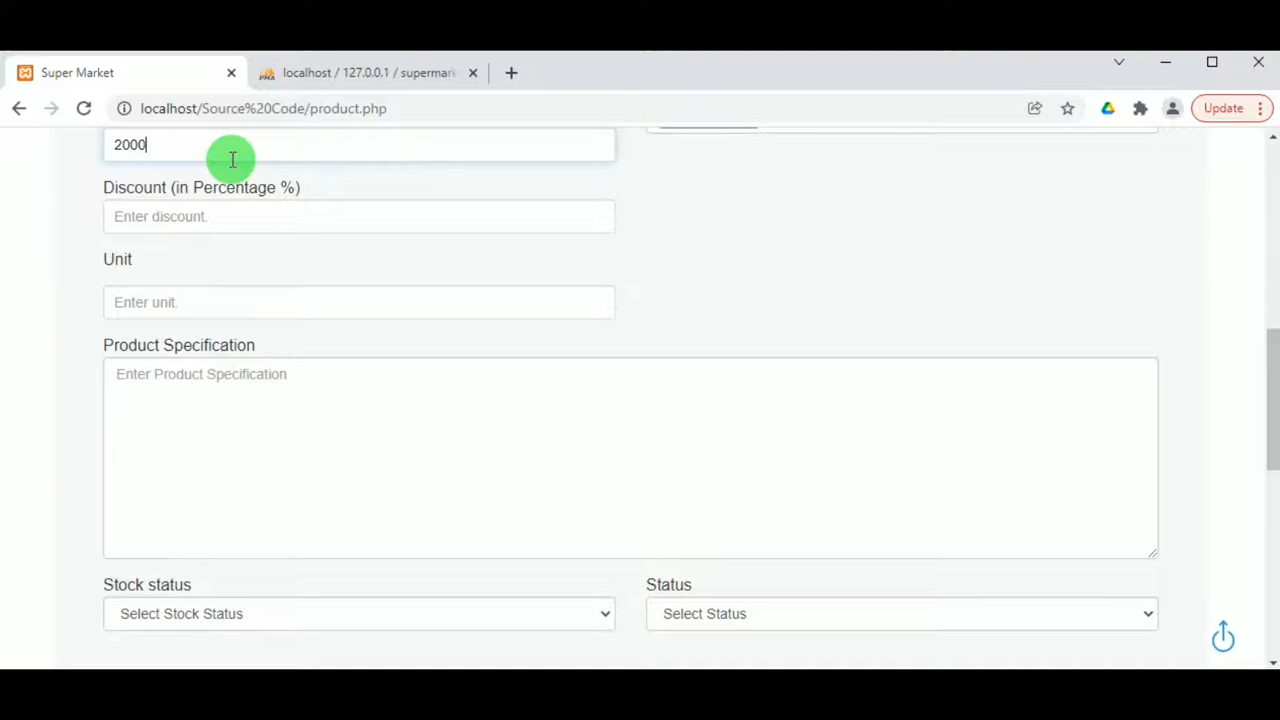 Super Market
localhost / 127.0.0.1 / supermark
localhost/Source%20Code/product.php
Update
2000
Discount (in Percentage %)
Enter discount.
Unit
Enter unit.
Product Specification
Enter Product Specification
Stock status
Status
Select Stock Status
Select Status